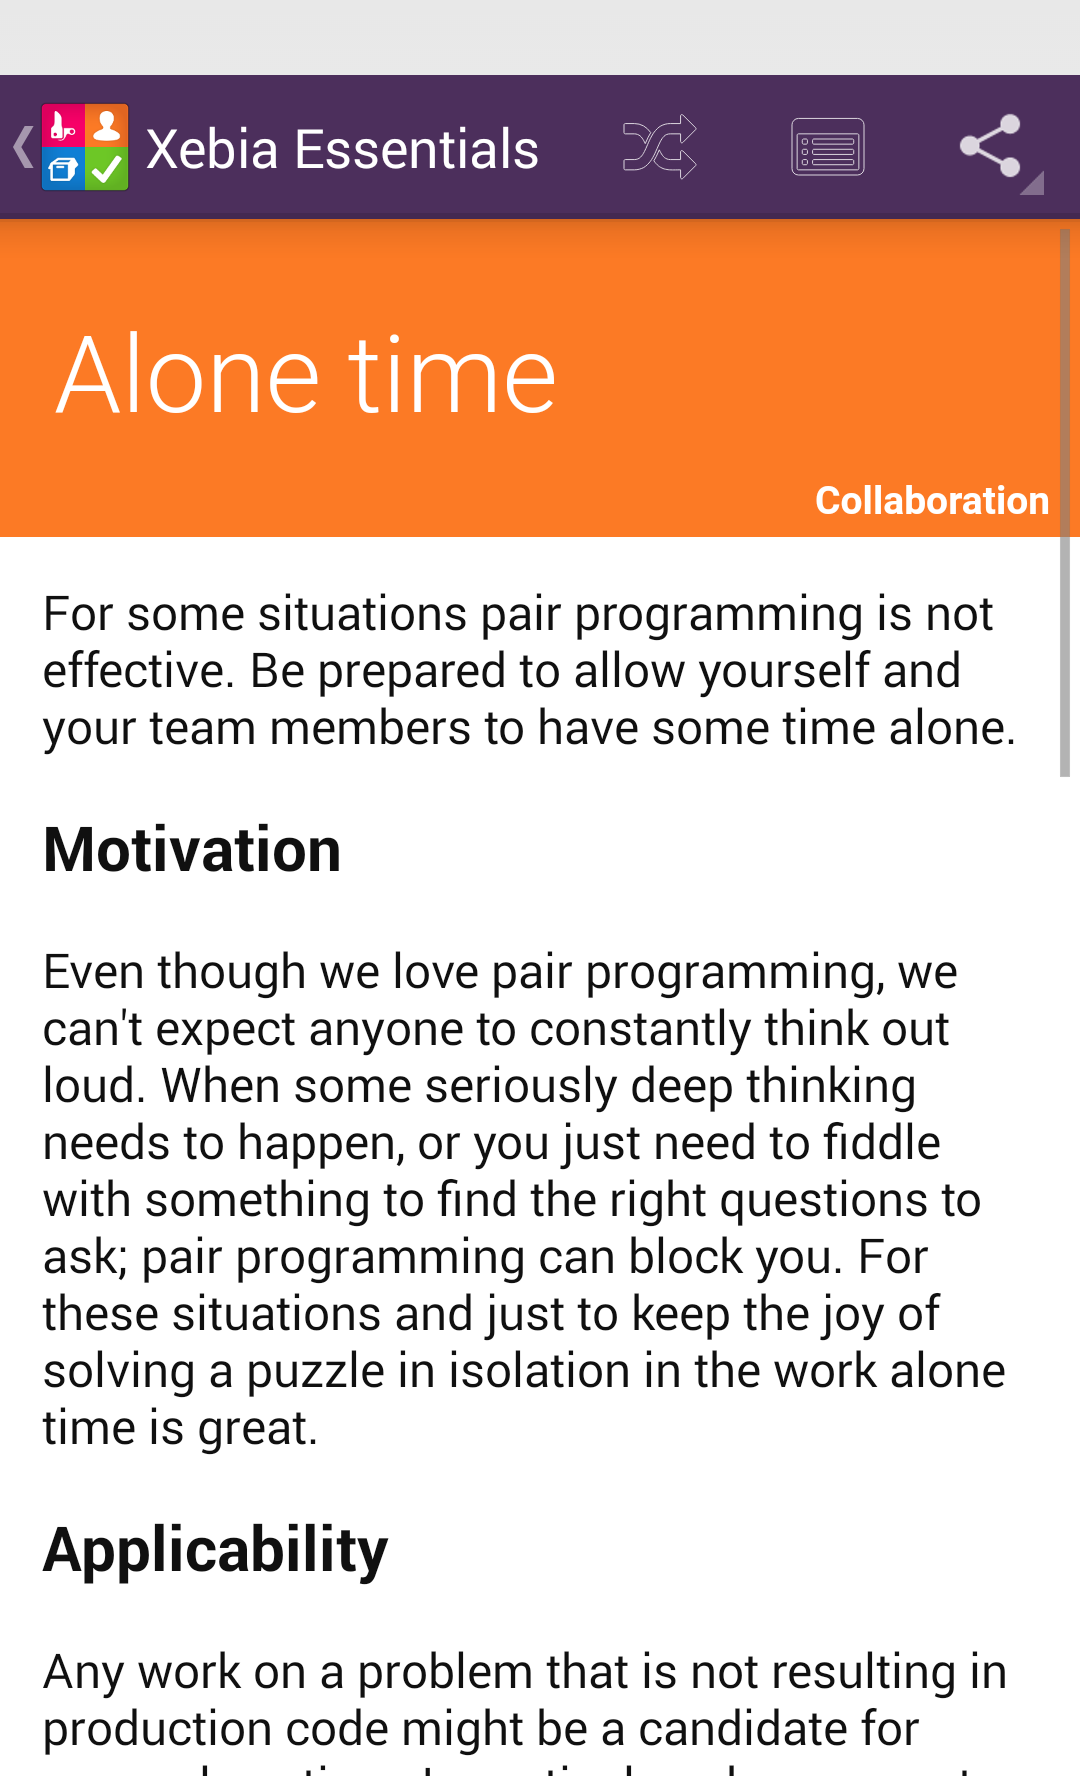 Xebia Essentials
Alone time
Collaboration
For some situations pair programming is not
effective. Be prepared to allow yourself and
your team members to have some time alone.
Motivation
Even though we love pair programming, we
can't expect anyone to constantly think out
loud. When some seriously deep thinking
needs to happen, or you just need to fiddle
with something to find the right questions to
ask; pair programming can block you. For
these situations and just to keep the joy of
solving a puzzle in isolation in the work alone
time is great.
Applicability
Any work on a problem that is not resulting in
production code might be a candidate for